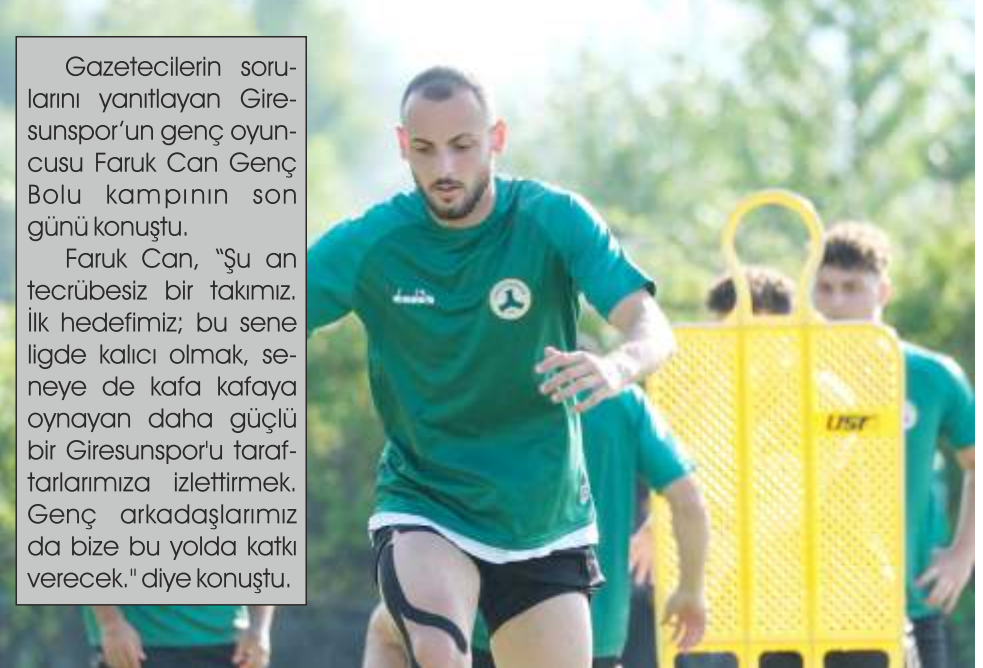 Gazetecilerin soru-
larını yanıtlayan Gire-
sunspor’un genç oyun-
cusu Faruk Can Genç
Bolu kampının son
günü konuştu.
Faruk Can, “Şu an
tecrübesiz bir takımız.
İlk hedefimiz; bu sene
ligde kalıcı olmak, se-
neye de kafa kafaya
oynayan daha güçlü
bir Giresunspor'u taraf-
tarlarımıza izlettirmek.
Genç arkadaşlarımız
da bize bu yolda katkı
verecek." diye konuştu.
diadora
USR